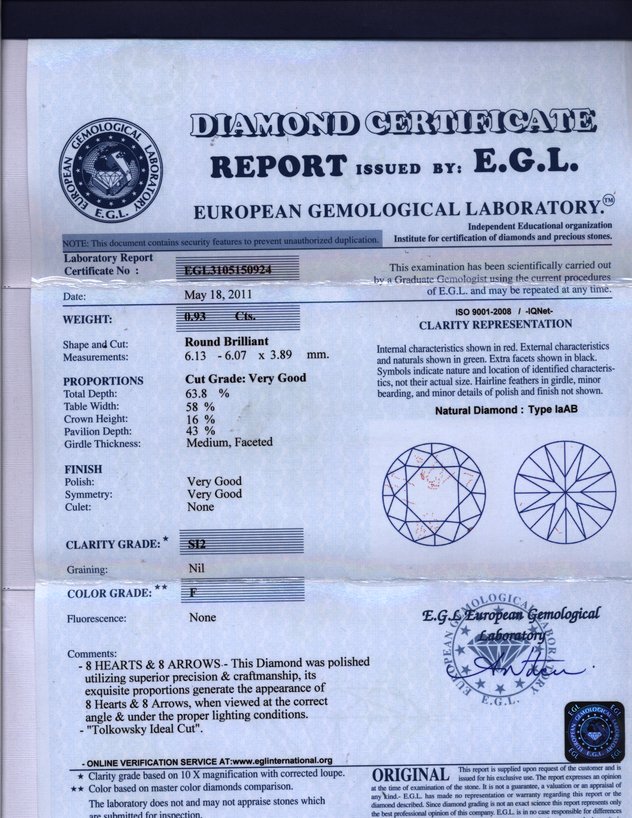 DIAMOND CERTIFICATE
REPORT ISSUED BY: E.G.L.
EUROPEAN GEMOLOGICAL LABORATORY.™
EUROPEAN GEMOLOGICAL LABORATORY
E.G.L.
Independent Educational organization
Institute for certification of diamonds and precious stones.
NOTE: This document contains security features to prevent unauthorized duplication.
Laboratory Report
Certificate No : EGL3105150924
This examination has been scientifically carried out
by a Graduate Gemologist using the current procedures
of E.G.L. and may be repeated at any time.
Date: May 18, 2011
WEIGHT: 0.93 Cts.
Shape and Cut: Round Brilliant
Measurements: 6.13 - 6.07 x 3.89 mm.
PROPORTIONS Cut Grade: Very Good
Total Depth: 63.8 %
Table Width: 58 %
Crown Height: 16 %
Pavilion Depth: 43 %
Girdle Thickness: Medium, Faceted
FINISH
Polish: Very Good
Symmetry: Very Good
Culet: None
CLARITY GRADE: * SI2
Graining: Nil
COLOR GRADE: ** F
Fluorescence: None
ISO 9001-2008 / -IQNet-
CLARITY REPRESENTATION
Internal characteristics shown in red. External characteristics
and naturals shown in green. Extra facets shown in black.
Symbols indicate nature and location of identified characteris-
tics, not their actual size. Hairline feathers in girdle, minor
bearding, and minor details of polish and finish not shown.
Natural Diamond : Type IaAB
E.G.L European Gemological
Laboratory
GEMOLOGICAL
EUROPEAN
LABORATORY
E.G.L.
Comments:
- 8 HEARTS & 8 ARROWS - This Diamond was polished
utilizing superior precision & craftmanship, its
exquisite proportions generate the appearance of
8 Hearts & 8 Arrows, when viewed at the correct
angle & under the proper lighting conditions.
- "Tolkowsky Ideal Cut".
- ONLINE VERIFICATION SERVICE AT:www.eglinternational.org
★ Clarity grade based on 10 X magnification with corrected loupe.
★★ Color based on master color diamonds comparison.
The laboratory does not and may not appraise stones which
are submitted for inspection.
EGL EGL
ORIGINAL This report is supplied upon request of the customer and is
issued for his exclusive use. The report expresses an opinion
at the time of examination of the stone. It is not a guarantee, a valuation or an appraisal of
any kind.- E.G.L. has made no representation or warranty regarding this report or the
diamond described. Since diamond grading is not an exact science this report represents only
the best professional opinion of this company. E.G.L. is in no case responsible for differences